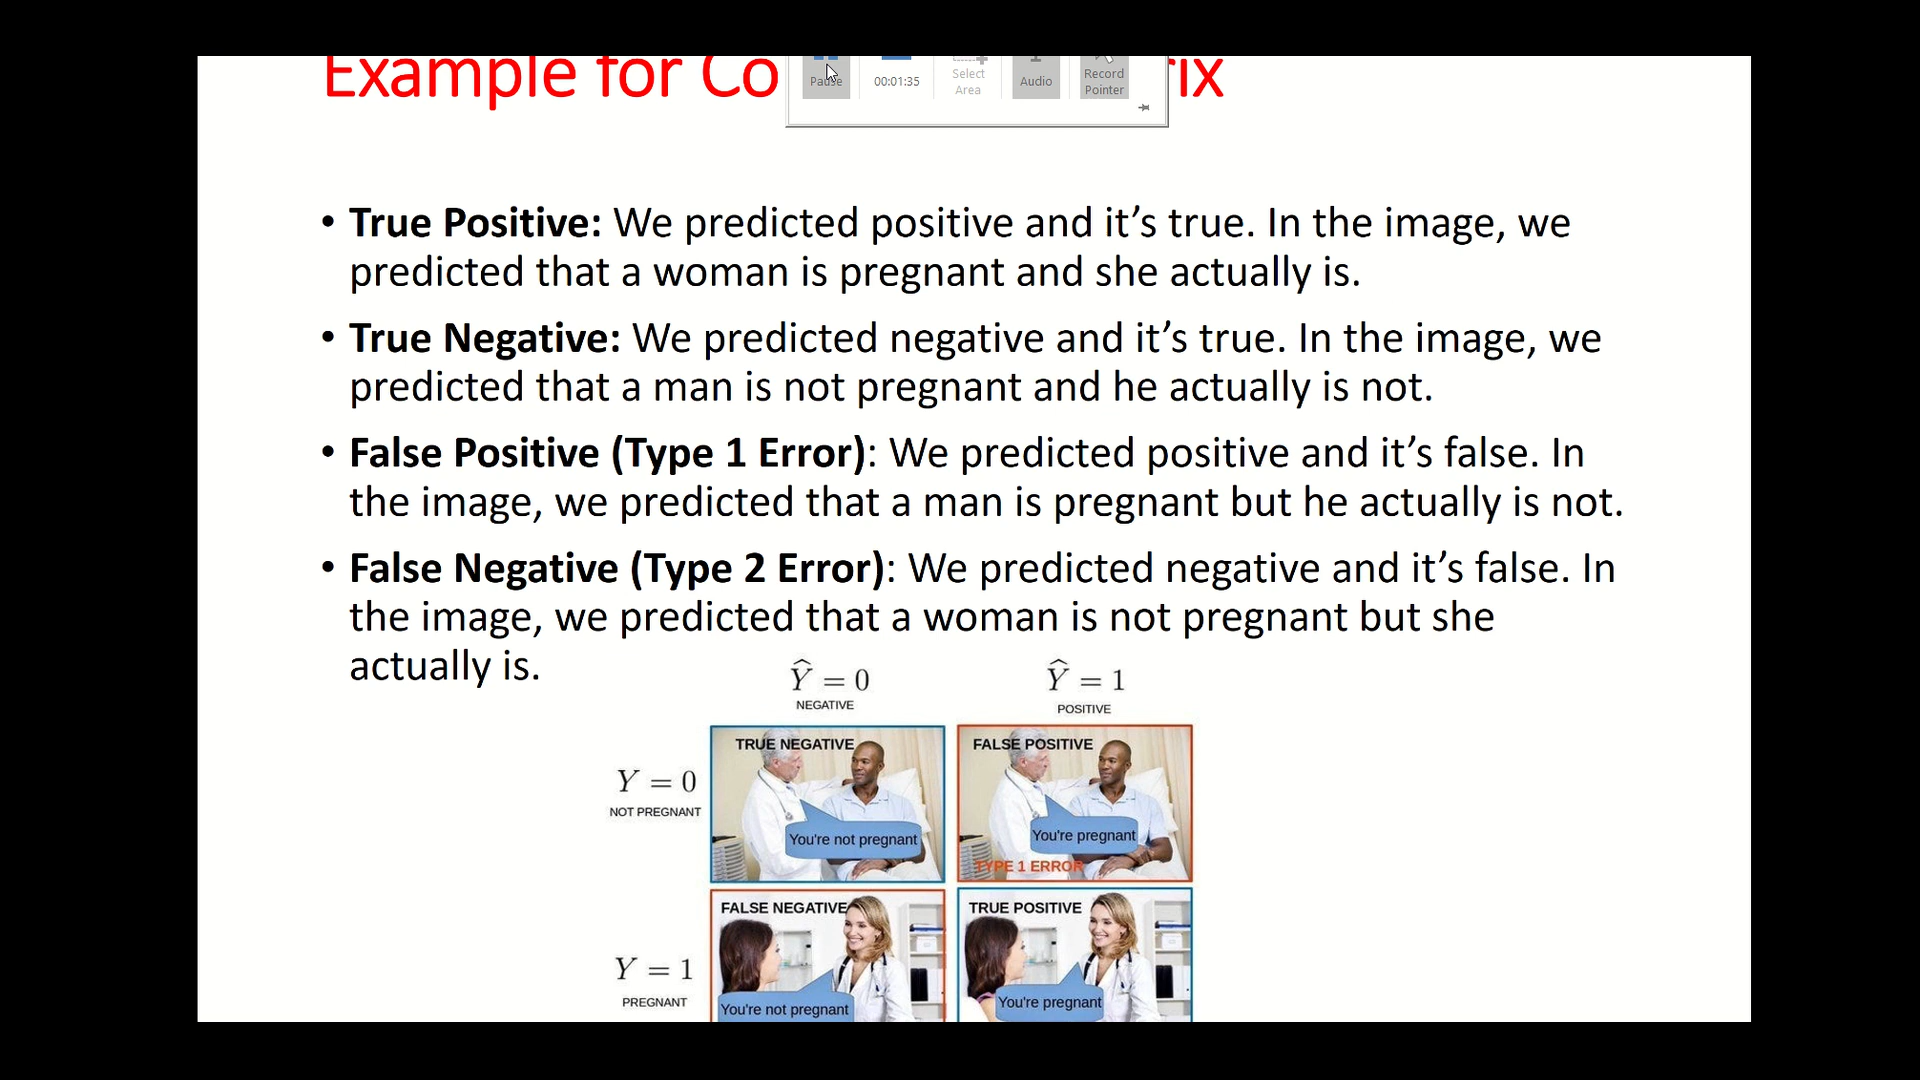 Example for Co rix
Pause
00:01:35
Select
Area
Audio
Record
Pointer
• True Positive: We predicted positive and it’s true. In the image, we
predicted that a woman is pregnant and she actually is.
• True Negative: We predicted negative and it’s true. In the image, we
predicted that a man is not pregnant and he actually is not.
• False Positive (Type 1 Error): We predicted positive and it’s false. In
the image, we predicted that a man is pregnant but he actually is not.
• False Negative (Type 2 Error): We predicted negative and it’s false. In
the image, we predicted that a woman is not pregnant but she
actually is.
Ŷ = 0
NEGATIVE
Ŷ = 1
POSITIVE
Y = 0
NOT PREGNANT
TRUE NEGATIVE
You're not pregnant
FALSE POSITIVE
You're pregnant
TYPE 1 ERROR
Y = 1
PREGNANT
FALSE NEGATIVE
You're not pregnant
TRUE POSITIVE
You're pregnant